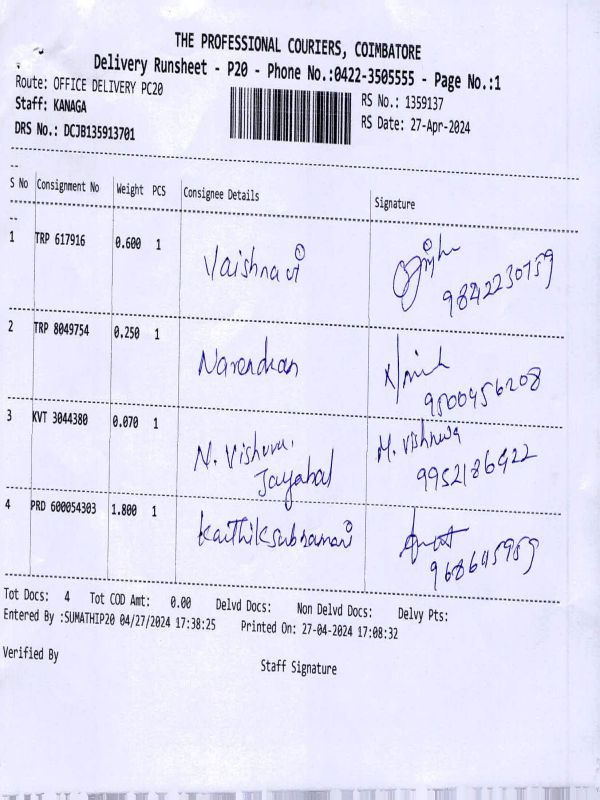 THE PROFESSIONAL COURIERS, COIMBATORE
Delivery Runsheet - P20 - Phone No.:0422-3505555 - Page No.:1
Route: OFFICE DELIVERY PC20
RS No.: 1359137
Staff: KANAGA
RS Date: 27-Apr-2024
DRS No.: DCJB135913701
S No Consignment No Weight PCS Consignee Details Signature
1 TRP 617916 0.600 1 Vaishnavi
9842230759
2 TRP 8049754 0.250 1 Narendran
9500456208
3 KVT 3044380 0.070 1 N. Vishnu. M. Vishnuva
Jayabal 9952186922
4 PRD 600054303 1.800 1 Karthiksubramani
Tot Docs: 4 Tot COD Amt: 0.00 Delvd Docs: Non Delvd Docs: Delvy Pts:
Entered By :SUMATHIP20 04/27/2024 17:38:25 Printed On: 27-04-2024 17:08:32
Verified By
Staff Signature